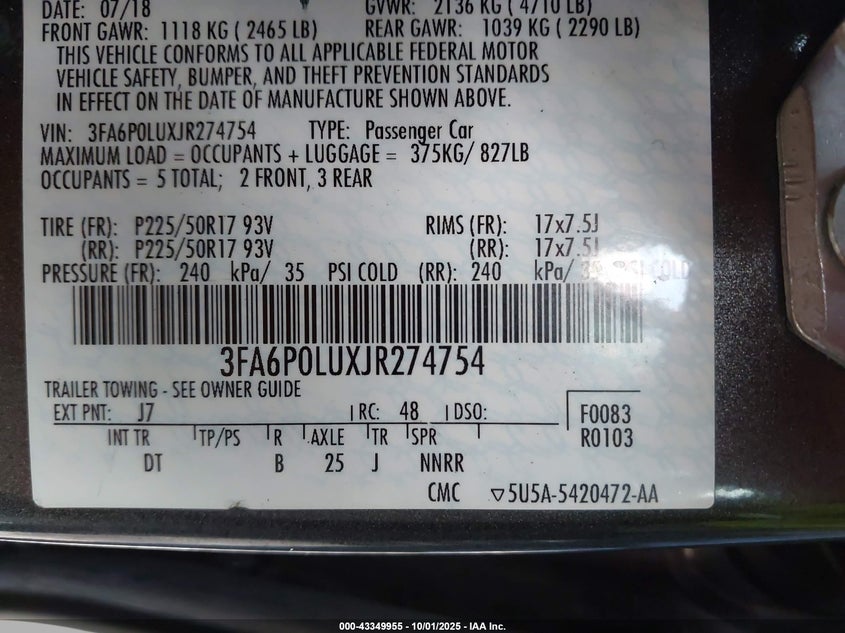 DATE: 07/18 GVWR: 2136 KG ( 4710 LB)
FRONT GAWR: 1118 KG ( 2465 LB) REAR GAWR: 1039 KG ( 2290 LB)
THIS VEHICLE CONFORMS TO ALL APPLICABLE FEDERAL MOTOR
VEHICLE SAFETY, BUMPER, AND THEFT PREVENTION STANDARDS
IN EFFECT ON THE DATE OF MANUFACTURE SHOWN ABOVE.
VIN: 3FA6P0LUXJR274754 TYPE: Passenger Car
MAXIMUM LOAD = OCCUPANTS + LUGGAGE = 375KG/ 827LB
OCCUPANTS = 5 TOTAL; 2 FRONT, 3 REAR
TIRE (FR): P225/50R17 93V RIMS (FR): 17x7.5J
(RR): P225/50R17 93V (RR): 17x7.5J
PRESSURE (FR): 240 kPa/ 35 PSI COLD (RR): 240 kPa/ 35 PSI COLD
3FA6P0LUXJR274754
TRAILER TOWING - SEE OWNER GUIDE
EXT PNT: J7 RC: 48 DSO: F0083
INT TR TP/PS R AXLE TR SPR R0103
DT B 25 J NNRR
CMC ▽5U5A-5420472-AA
000-43349955 - 10/01/2025 - IAA Inc.